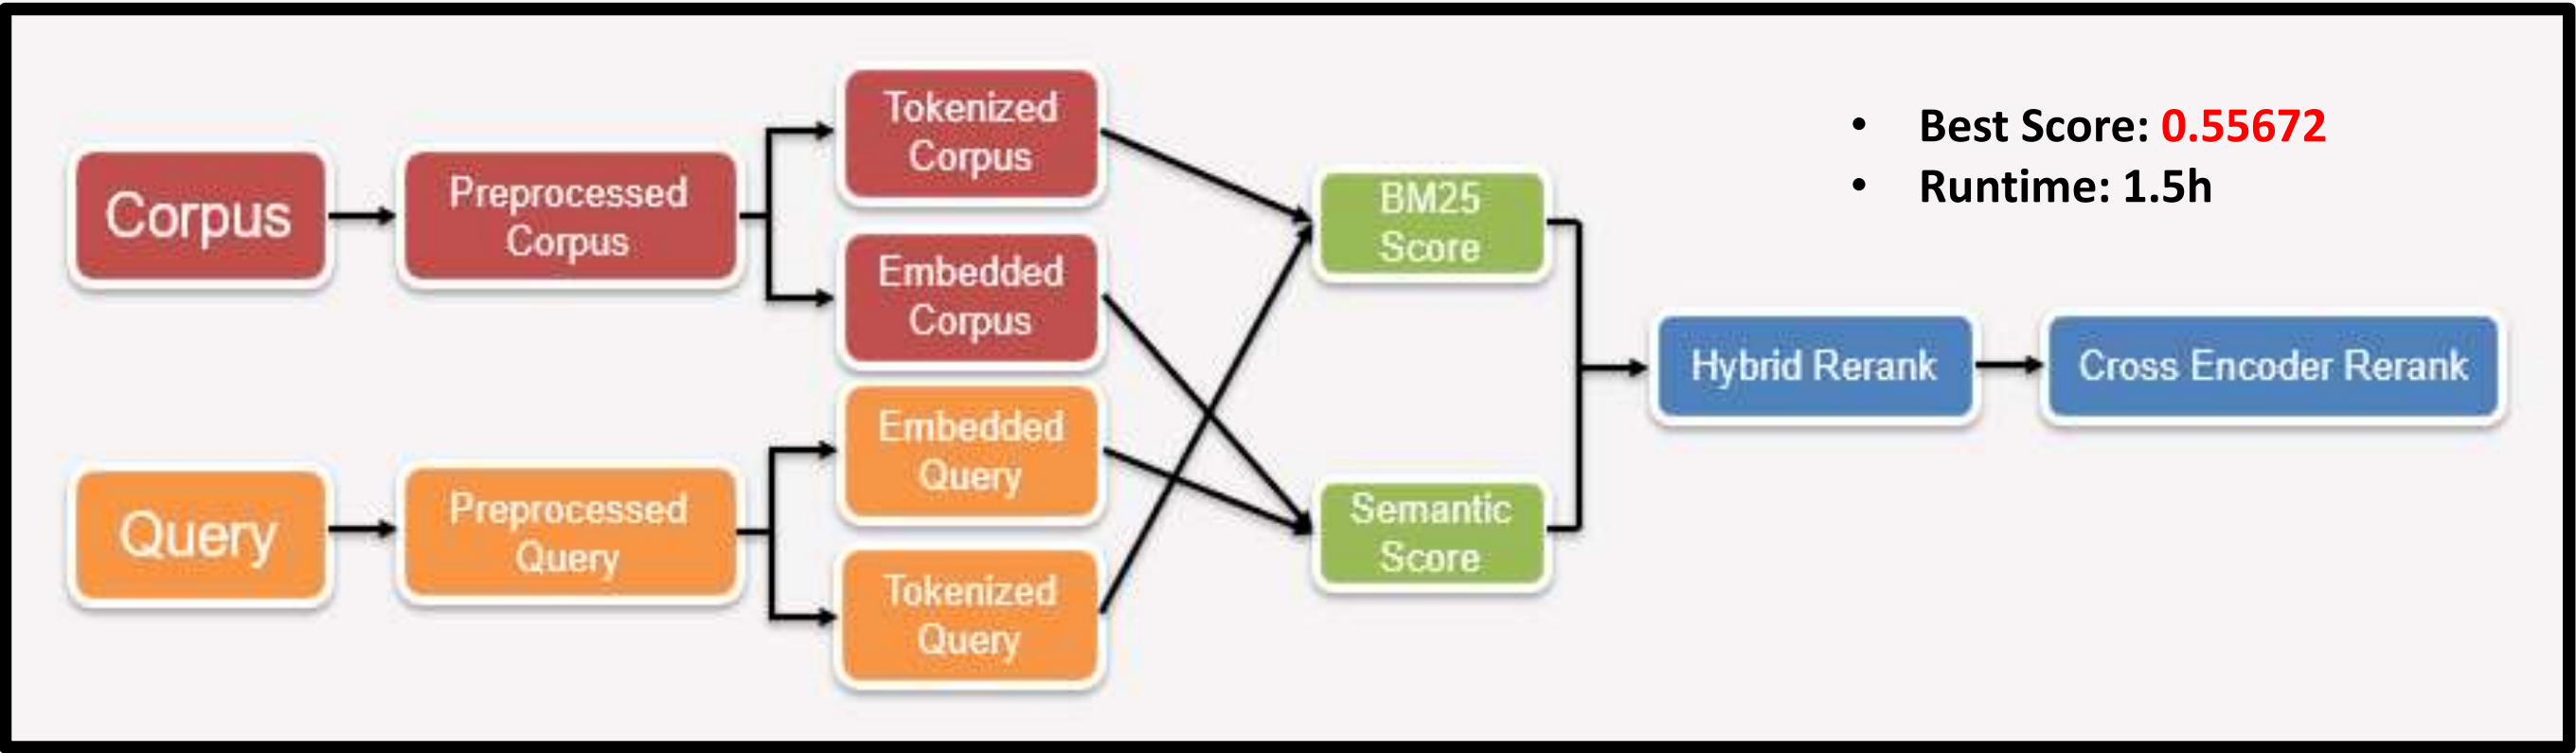 Corpus
Preprocessed
Corpus
Tokenized
Corpus
Embedded
Corpus
Query
Preprocessed
Query
Embedded
Query
Tokenized
Query
BM25
Score
Semantic
Score
Hybrid Rerank
Cross Encoder Rerank
• Best Score: 0.55672
• Runtime: 1.5h